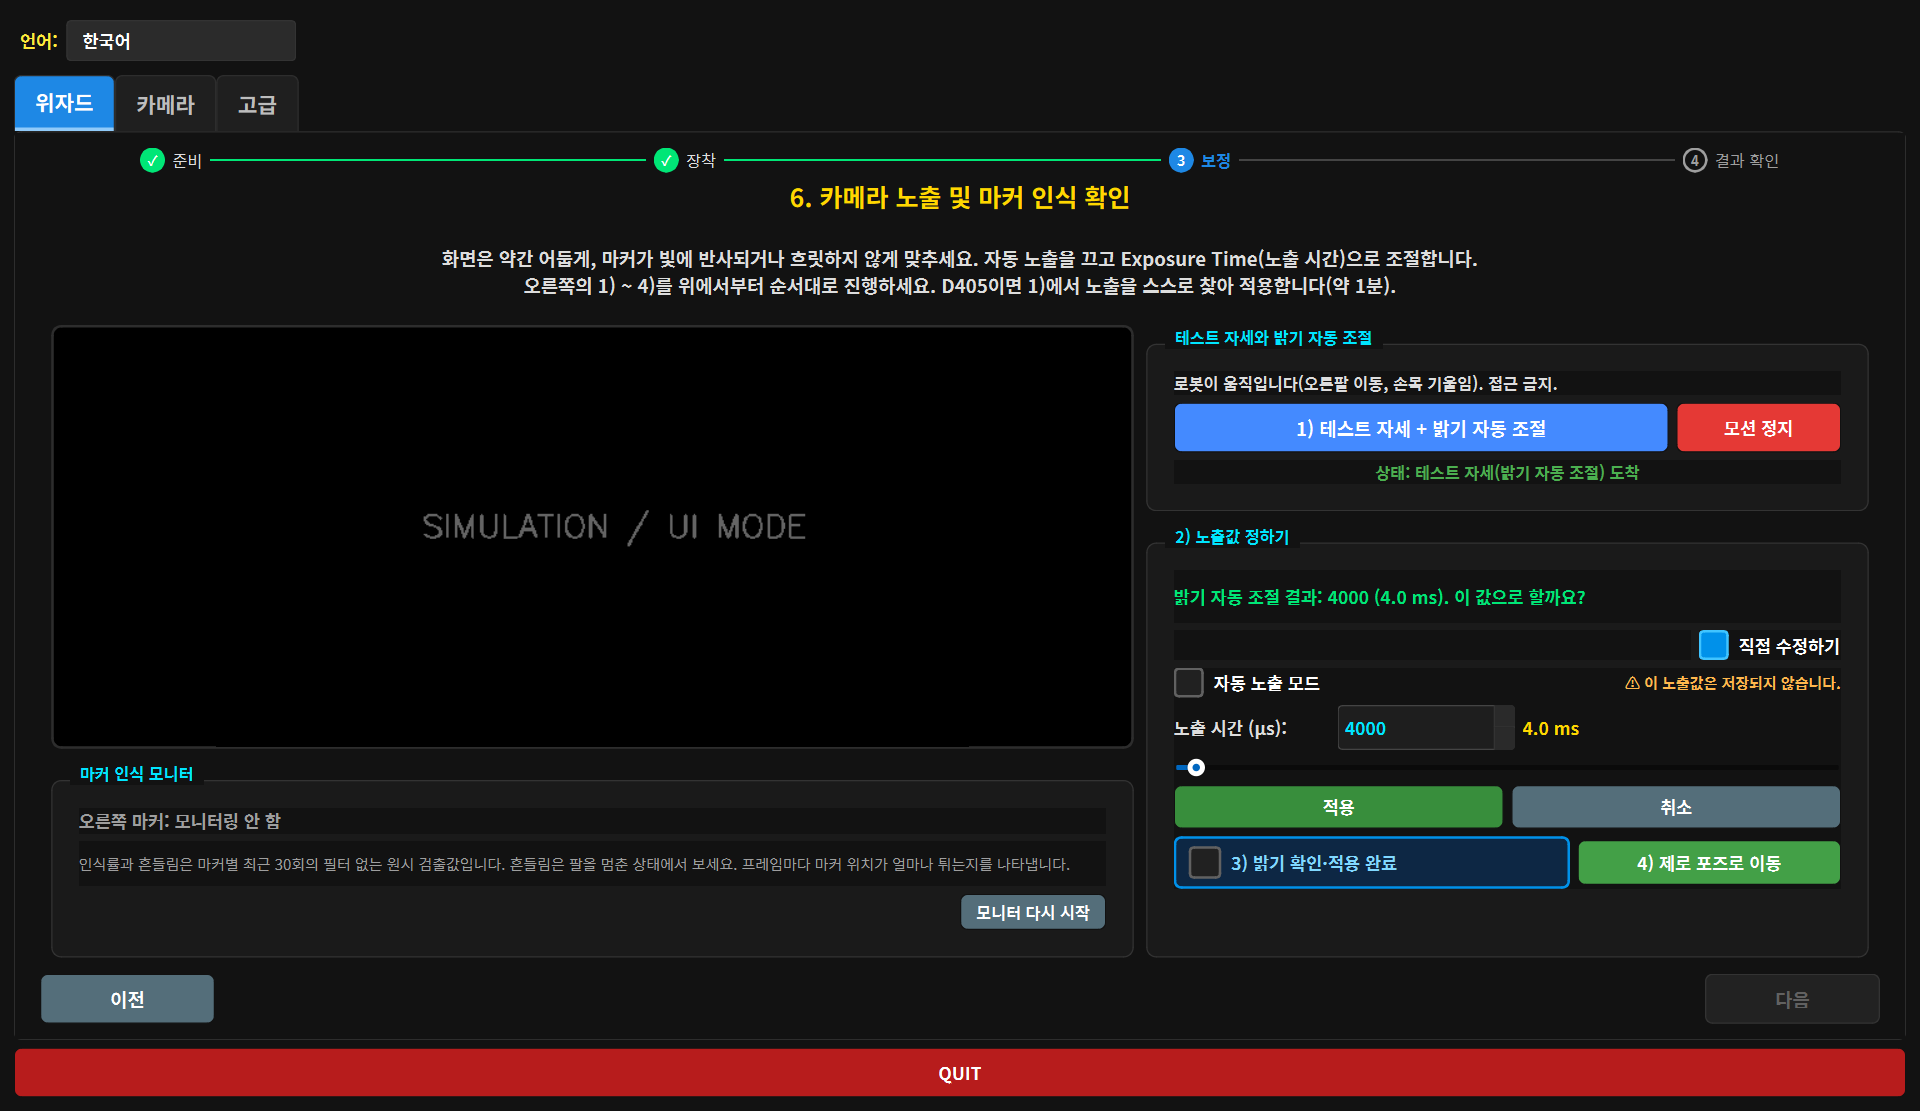 언어: 한국어
위자드 카메라 고급
✓ 준비 ✓ 장착 3 보정 4 결과 확인
6. 카메라 노출 및 마커 인식 확인
화면은 약간 어둡게, 마커가 빛에 반사되거나 흐릿하지 않게 맞추세요. 자동 노출을 끄고 Exposure Time(노출 시간)으로 조절합니다.
오른쪽의 1) ~ 4)를 위에서부터 순서대로 진행하세요. D405이면 1)에서 노출을 스스로 찾아 적용합니다(약 1분).
SIMULATION / UI MODE
마커 인식 모니터
오른쪽 마커: 모니터링 안 함
인식률과 흔들림은 마커별 최근 30회의 필터 없는 원시 검출값입니다. 흔들림은 팔을 멈춘 상태에서 보세요. 프레임마다 마커 위치가 얼마나 튀는지를 나타냅니다.
모니터 다시 시작
테스트 자세와 밝기 자동 조절
로봇이 움직입니다(오른팔 이동, 손목 기울임). 접근 금지.
1) 테스트 자세 + 밝기 자동 조절 모션 정지
상태: 테스트 자세(밝기 자동 조절) 도착
2) 노출값 정하기
밝기 자동 조절 결과: 4000 (4.0 ms). 이 값으로 할까요?
직접 수정하기
자동 노출 모드 ⚠ 이 노출값은 저장되지 않습니다.
노출 시간 (µs): 4000 4.0 ms
적용 취소
3) 밝기 확인·적용 완료 4) 제로 포즈로 이동
이전 다음
QUIT